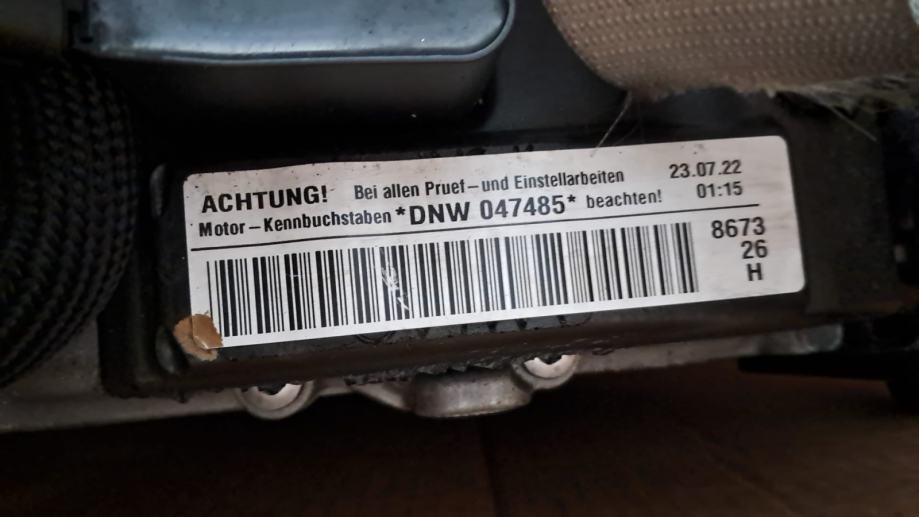 ACHTUNG! Bei allen Pruef-und Einstellarbeiten
Motor-Kennbuchstaben *DNW 047485* beachten!
23.07.22
01:15
8673
26
H